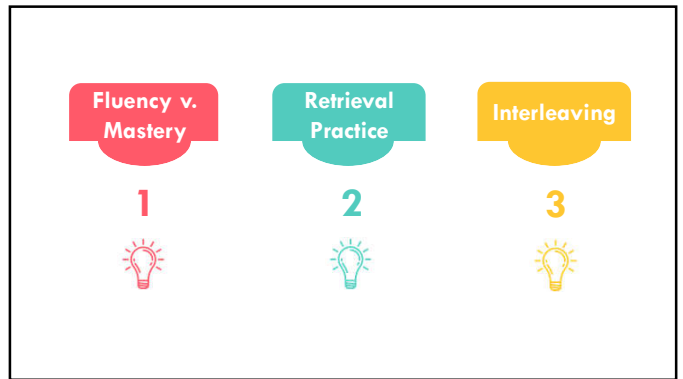 Fluency v.
Mastery
1
Retrieval
Practice
2
Interleaving
3